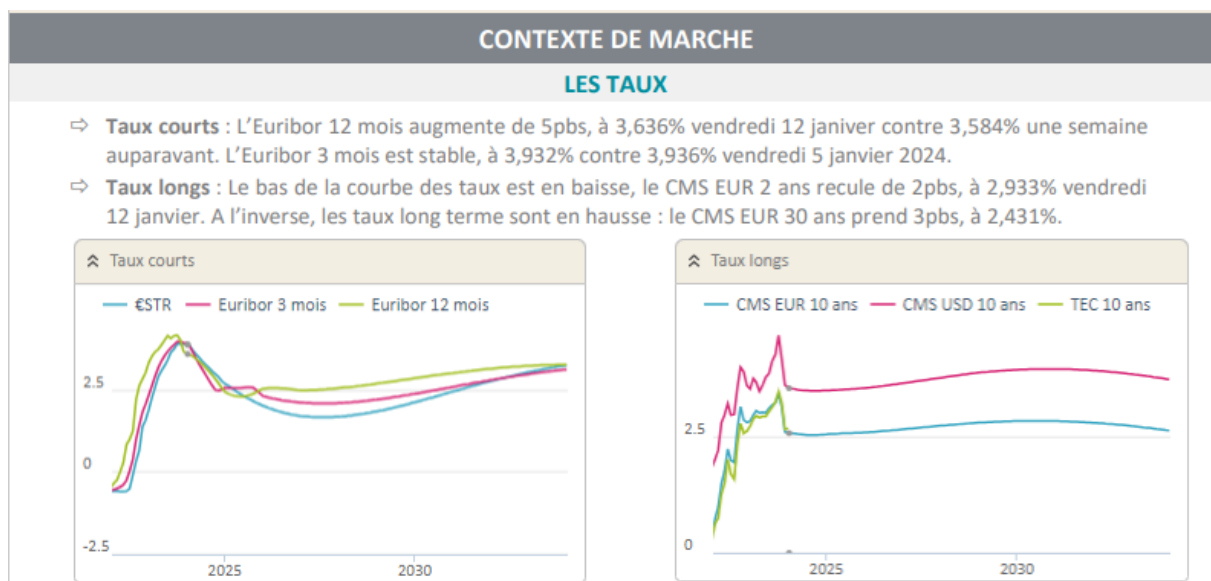 CONTEXTE DE MARCHE
LES TAUX
⇨ Taux courts : L'Euribor 12 mois augmente de 5pbs, à 3,636% vendredi 12 janiver contre 3,584% une semaine
auparavant. L'Euribor 3 mois est stable, à 3,932% contre 3,936% vendredi 5 janvier 2024.
⇨ Taux longs : Le bas de la courbe des taux est en baisse, le CMS EUR 2 ans recule de 2pbs, à 2,933% vendredi
12 janvier. A l'inverse, les taux long terme sont en hausse : le CMS EUR 30 ans prend 3pbs, à 2,431%.
Taux courts
€STR Euribor 3 mois Euribor 12 mois
2.5
0
-2.5
2025 2030
Taux longs
CMS EUR 10 ans CMS USD 10 ans TEC 10 ans
2.5
0
2025 2030